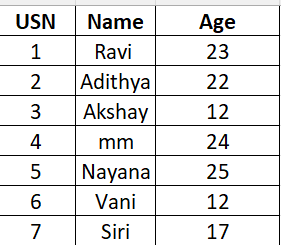 USN Name Age
1 Ravi 23
2 Adithya 22
3 Akshay 12
4 mm 24
5 Nayana 25
6 Vani 12
7 Siri 17